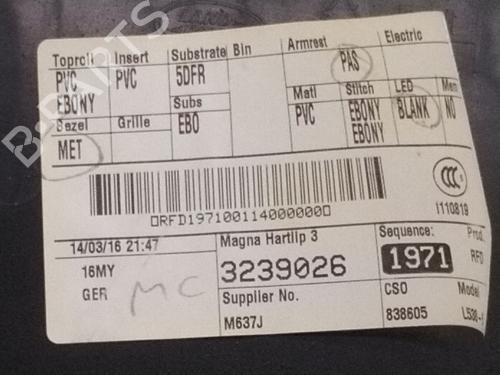 Toproll Insert Substrate Bin Armrest Electric
PVC PVC 5DFR PAS
EBONY Subs Matl Stitch LED
Bezel Grille EBO PVC EBONY BLANK NO
MET EBONY
RFD197100114000000
I110819
14/03/16 21:47 Magna Hartlip 3 Sequence: Prod.
16MY 3239026 1971 RFD
GER MC Supplier No. CSO Model
M637J 838605 L538-
B-PARTS